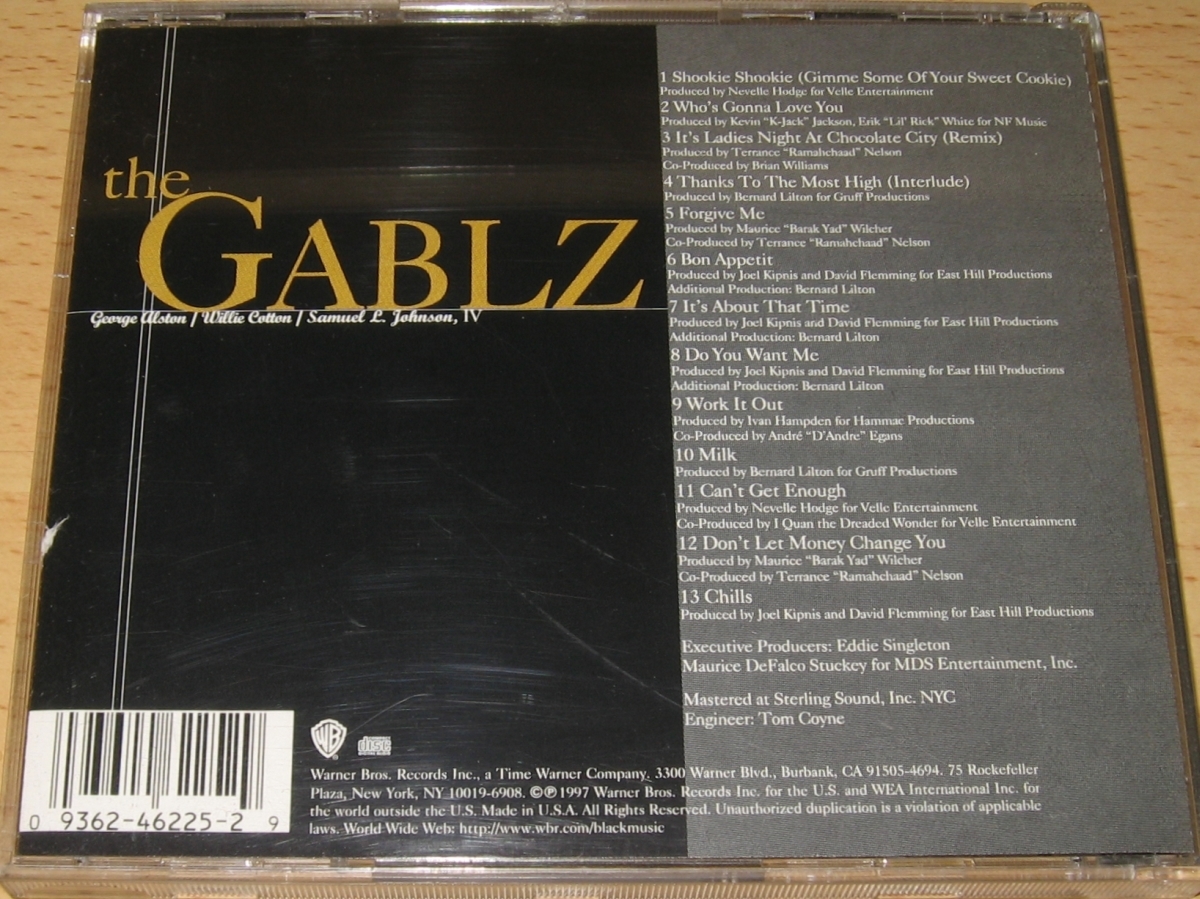 the
GABLZ
George Alston / Willie Cotton / Samuel L. Johnson, IV
1 Shookie Shookie (Gimme Some Of Your Sweet Cookie)
Produced by Nevelle Hodge for Velle Entertainment
2 Who's Gonna Love You
Produced by Kevin "K-Jack" Jackson, Erik "Lil' Rick" White for NF Music
3 It's Ladies Night At Chocolate City (Remix)
Produced by Terrance "Ramahchaad" Nelson
Co-Produced by Brian Williams
4 Thanks To The Most High (Interlude)
Produced by Bernard Lilton for Gruff Productions
5 Forgive Me
Produced by Maurice "Barak Yad" Wilcher
Co-Produced by Terrance "Ramahchaad" Nelson
6 Bon Appetit
Produced by Joel Kipnis and David Flemming for East Hill Productions
Additional Production: Bernard Lilton
7 It's About That Time
Produced by Joel Kipnis and David Flemming for East Hill Productions
Additional Production: Bernard Lilton
8 Do You Want Me
Produced by Joel Kipnis and David Flemming for East Hill Productions
Additional Production: Bernard Lilton
9 Work It Out
Produced by Ivan Hampden for Hammac Productions
Co-Produced by André "D'Andre" Egans
10 Milk
Produced by Bernard Lilton for Gruff Productions
11 Can't Get Enough
Produced by Nevelle Hodge for Velle Entertainment
Co-Produced by I Quan the Dreaded Wonder for Velle Entertainment
12 Don't Let Money Change You
Produced by Maurice "Barak Yad" Wilcher
Co-Produced by Terrance "Ramahchaad" Nelson
13 Chills
Produced by Joel Kipnis and David Flemming for East Hill Productions
Executive Producers: Eddie Singleton
Maurice DeFalco Stuckey for MDS Entertainment, Inc.
Mastered at Sterling Sound, Inc. NYC
Engineer: Tom Coyne
WB
COMPACT
disc
DIGITAL AUDIO
Warner Bros. Records Inc., a Time Warner Company. 3300 Warner Blvd., Burbank, CA 91505-4694. 75 Rockefeller
Plaza, New York, NY 10019-6908. ©℗1997 Warner Bros. Records Inc. for the U.S. and WEA International Inc. for
the world outside the U.S. Made in U.S.A. All Rights Reserved. Unauthorized duplication is a violation of applicable
laws. World Wide Web: http://www.wbr.com/blackmusic
0 9362-46225-2 9